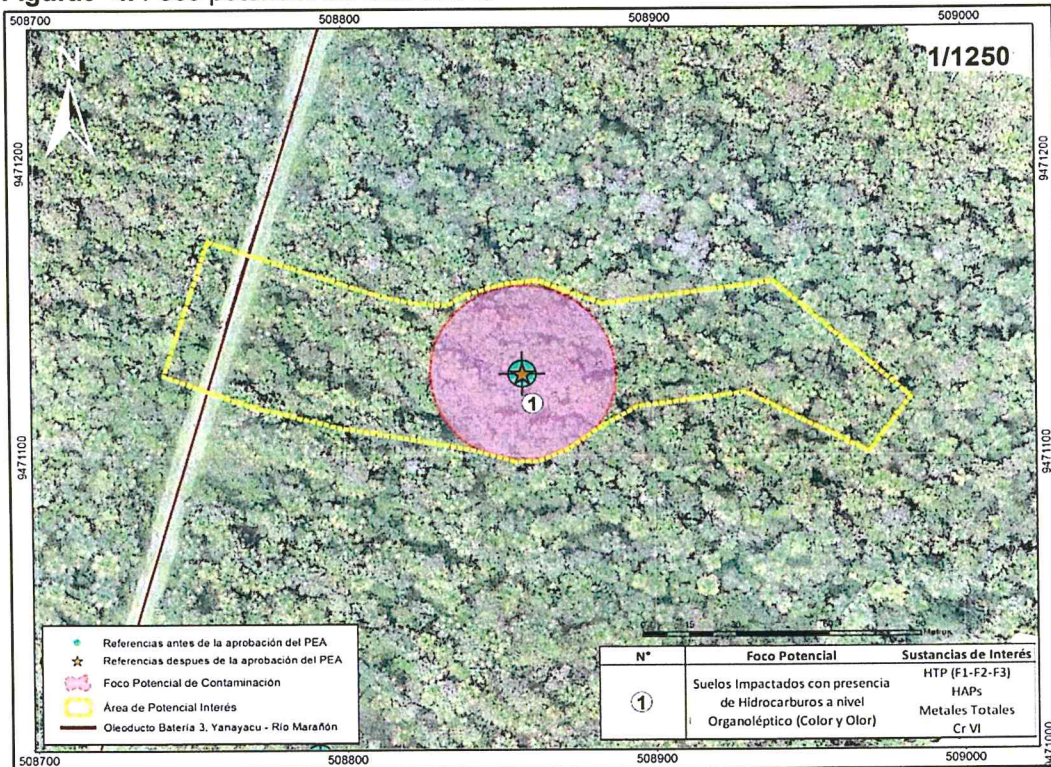 508700
508800
508900
509000
1/1250
N
9471200
9471200
1
9471100
9471100
Referencias antes de la aprobación del PEA
Referencias despues de la aprobación del PEA
Foco Potencial de Contaminación
Área de Potencial Interés
Oleoducto Batería 3, Yanayacu - Río Marañón
N°
Foco Potencial
Sustancias de Interés
1
Suelos Impactados con presencia
de Hidrocarburos a nivel
Organoléptico (Color y Olor)
HTP (F1-F2-F3)
HAPs
Metales Totales
Cr VI
9471000
508700
508800
508900
509000